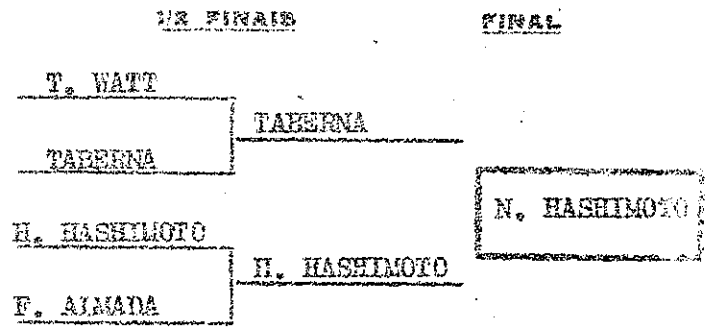 1/2 FINAIS
FINAL
T. WATT
TABERNA
TABERNA
N. HASHIMOTO
H. HASHIMOTO
H. HASHIMOTO
F. ALMADA